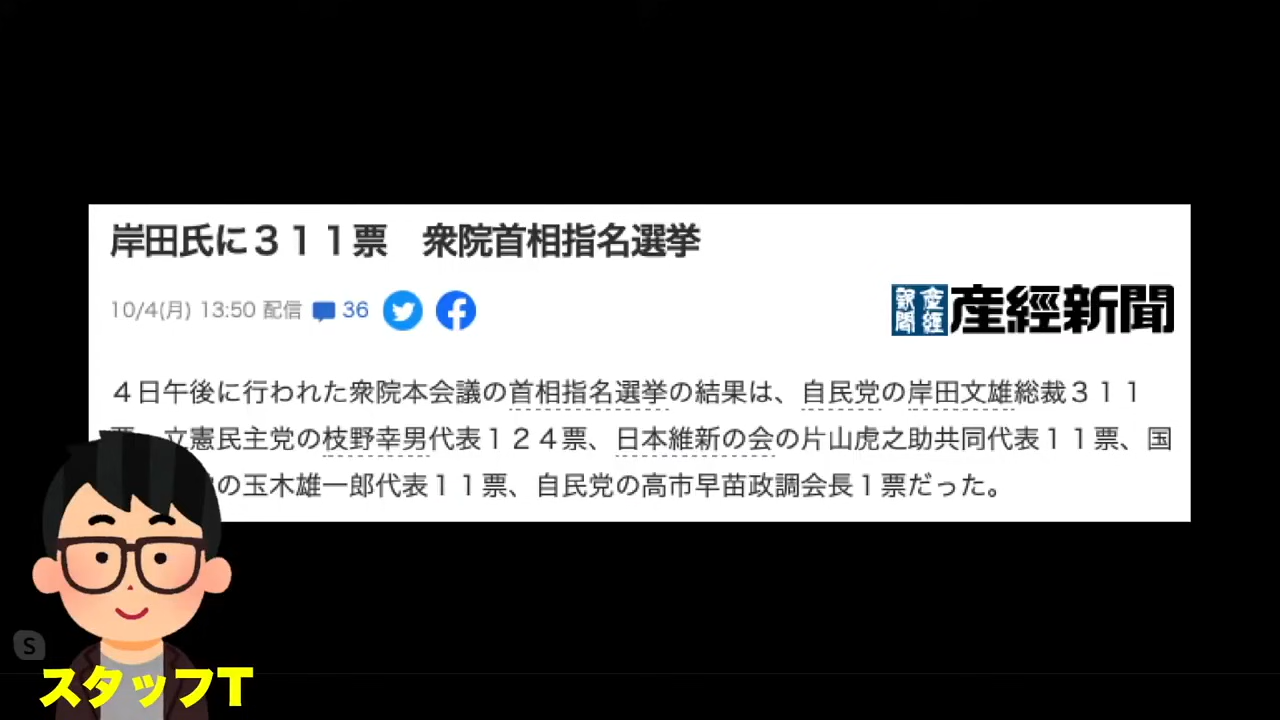 岸田氏に３１１票　衆院首相指名選挙
10/4(月) 13:50 配信 36
産経新聞 産經新聞
４日午後に行われた衆院本会議の首相指名選挙の結果は、自民党の岸田文雄総裁３１１
立憲民主党の枝野幸男代表１２４票、日本維新の会の片山虎之助共同代表１１票、国
の玉木雄一郎代表１１票、自民党の高市早苗政調会長１票だった。
S
スタッフT